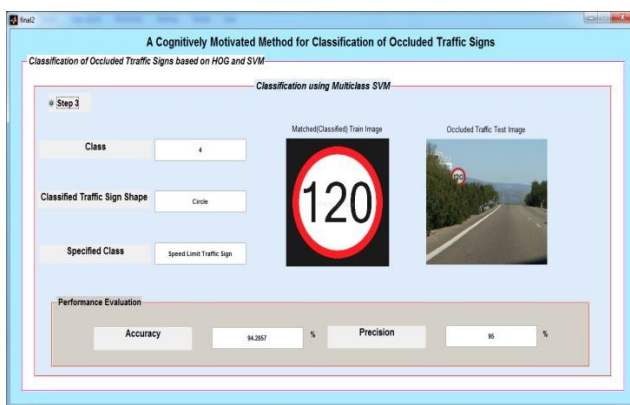 final2
A Cognitively Motivated Method for Classification of Occluded Traffic Signs
Classification of Occluded Ttraffic Signs based on HOG and SVM
Classification using Multiclass SVM
Step 3
Matched(Classified) Train Image
Occluded Traffic Test Image
Class
4
120
Classified Traffic Sign Shape
Circle
Specified Class
Speed Limit Traffic Sign
Performance Evaluation
Accuracy
94.2857
%
Precision
95
%